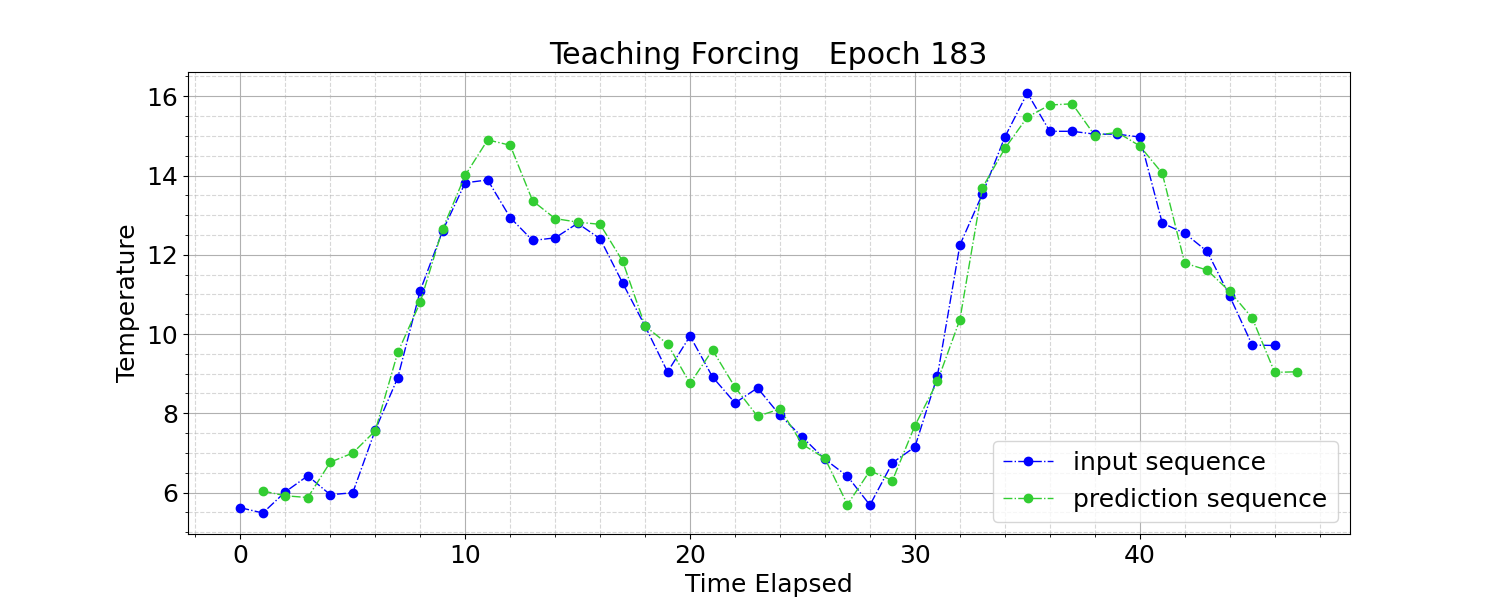 Teaching Forcing   Epoch 183
16
14
12
10
8
6
Temperature
0 10 20 30 40
Time Elapsed
input sequence
prediction sequence